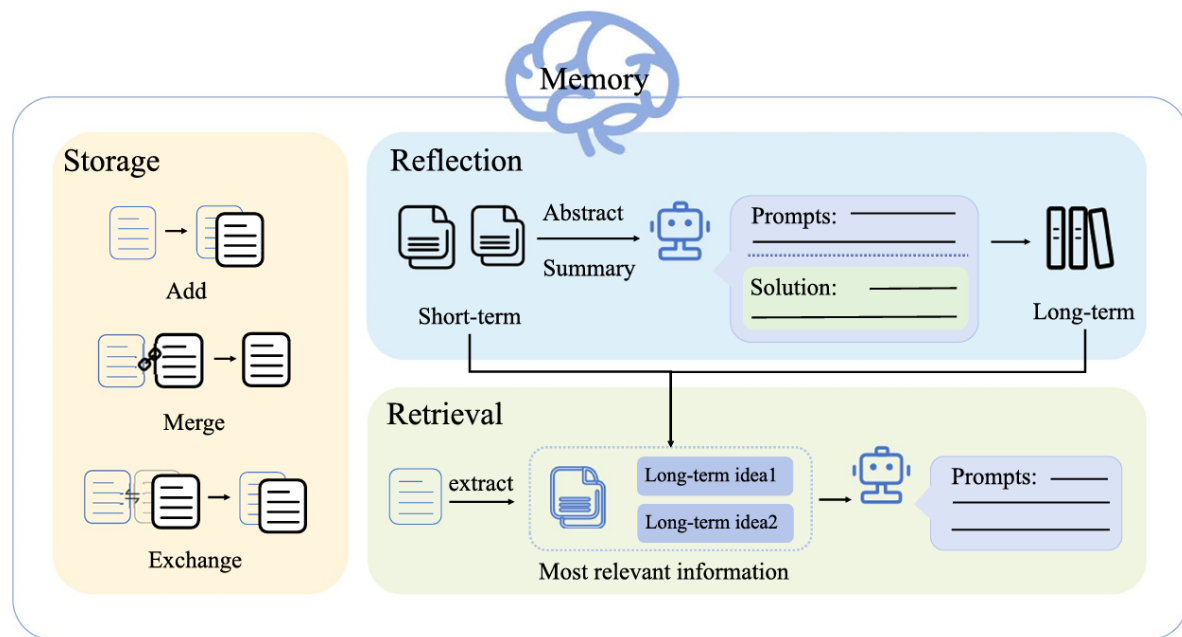 Memory
Storage
Add
Merge
Exchange
Reflection
Abstract
Summary
Short-term
Prompts:
Solution:
Long-term
Retrieval
extract
Long-term idea1
Long-term idea2
Most relevant information
Prompts: